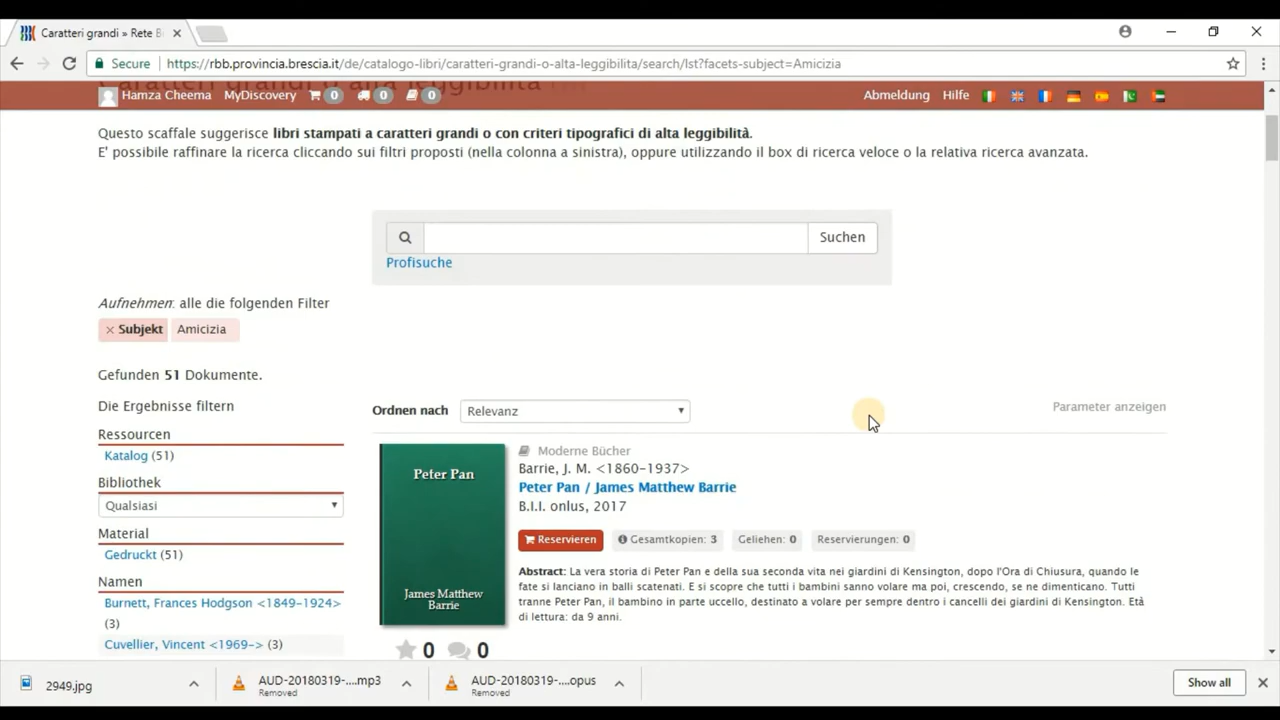 Caratteri grandi » Rete B
Secure
https://rbb.provincia.brescia.it/de/catalogo-libri/caratteri-grandi-o-alta-leggibilita/search/lst?facets-subject=Amicizia
Caratteri grandi o alta leggibilità
Hamza Cheema MyDiscovery 0 0 0 Abmeldung Hilfe
Questo scaffale suggerisce libri stampati a caratteri grandi o con criteri tipografici di alta leggibilità.
E' possibile raffinare la ricerca cliccando sui filtri proposti (nella colonna a sinistra), oppure utilizzando il box di ricerca veloce o la relativa ricerca avanzata.
Suchen
Profisuche
Aufnehmen: alle die folgenden Filter
× Subjekt Amicizia
Gefunden 51 Dokumente.
Die Ergebnisse filtern
Ressourcen
Katalog (51)
Bibliothek
Qualsiasi
Material
Gedruckt (51)
Namen
Burnett, Frances Hodgson <1849-1924>
(3)
Cuvellier, Vincent <1969-> (3)
Ordnen nach Relevanz Parameter anzeigen
Peter Pan
James Matthew
Barrie
Moderne Bücher
Barrie, J. M. <1860-1937>
Peter Pan / James Matthew Barrie
B.I.I. onlus, 2017
Reservieren Gesamtkopien: 3 Geliehen: 0 Reservierungen: 0
Abstract: La vera storia di Peter Pan e della sua seconda vita nei giardini di Kensington, dopo l'Ora di Chiusura, quando le
fate si lanciano in balli scatenati. E si scopre che tutti i bambini sanno volare ma poi, crescendo, se ne dimenticano. Tutti
tranne Peter Pan, il bambino in parte uccello, destinato a volare per sempre dentro i cancelli dei giardini di Kensington. Età
di lettura: da 9 anni.
0 0
2949.jpg
AUD-20180319-....mp3
Removed
AUD-20180319-....opus
Removed
Show all